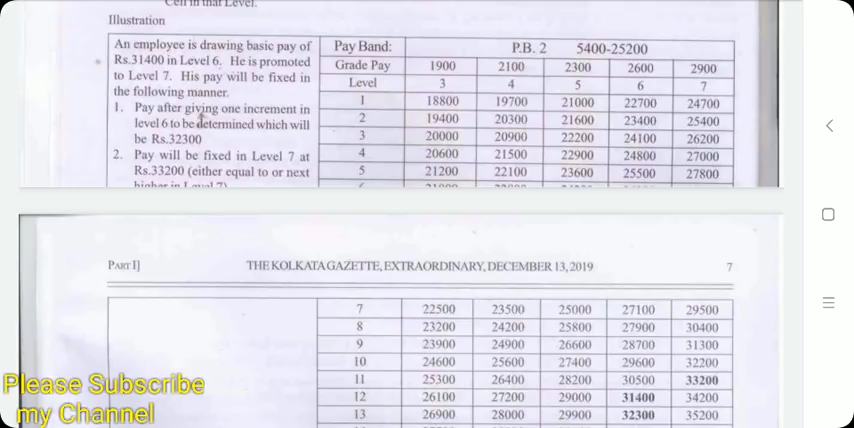 Cell in that Level.
Illustration
An employee is drawing basic pay of
Rs.31400 in Level 6. He is promoted
to Level 7. His pay will be fixed in
the following manner.
1. Pay after giving one increment in
level 6 to be determined which will
be Rs.32300
2. Pay will be fixed in Level 7 at
Rs.33200 (either equal to or next
higher in Level 7)
Pay Band: P.B. 2 5400-25200
Grade Pay 1900 2100 2300 2600 2900
Level 3 4 5 6 7
1 18800 19700 21000 22700 24700
2 19400 20300 21600 23400 25400
3 20000 20900 22200 24100 26200
4 20600 21500 22900 24800 27000
5 21200 22100 23600 25500 27800
PART I] THE KOLKATA GAZETTE, EXTRAORDINARY, DECEMBER 13, 2019 7
7 22500 23500 25000 27100 29500
8 23200 24200 25800 27900 30400
9 23900 24900 26600 28700 31300
10 24600 25600 27400 29600 32200
11 25300 26400 28200 30500 33200
12 26100 27200 29000 31400 34200
13 26900 28000 29900 32300 35200
Please Subscribe
my Channel